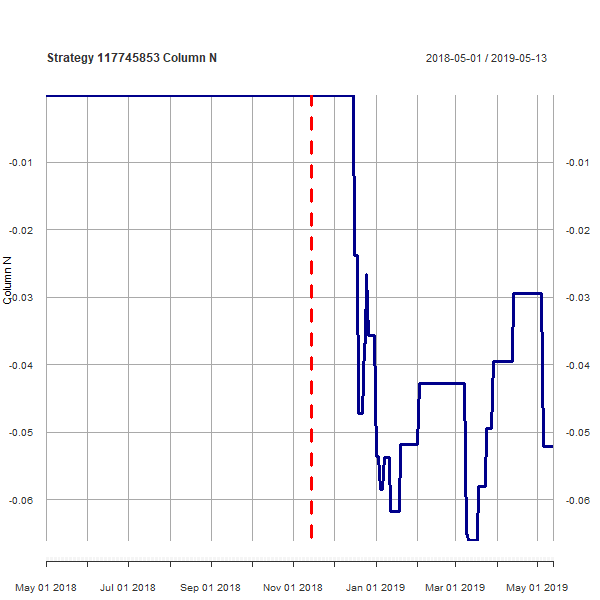 Strategy 117745853 Column N
2018-05-01 / 2019-05-13
-0.01 -0.01
-0.02 -0.02
Column N
-0.03 -0.03
-0.04 -0.04
-0.05 -0.05
-0.06 -0.06
May 01 2018 Jul 01 2018 Sep 01 2018 Nov 01 2018 Jan 01 2019 Mar 01 2019 May 01 2019